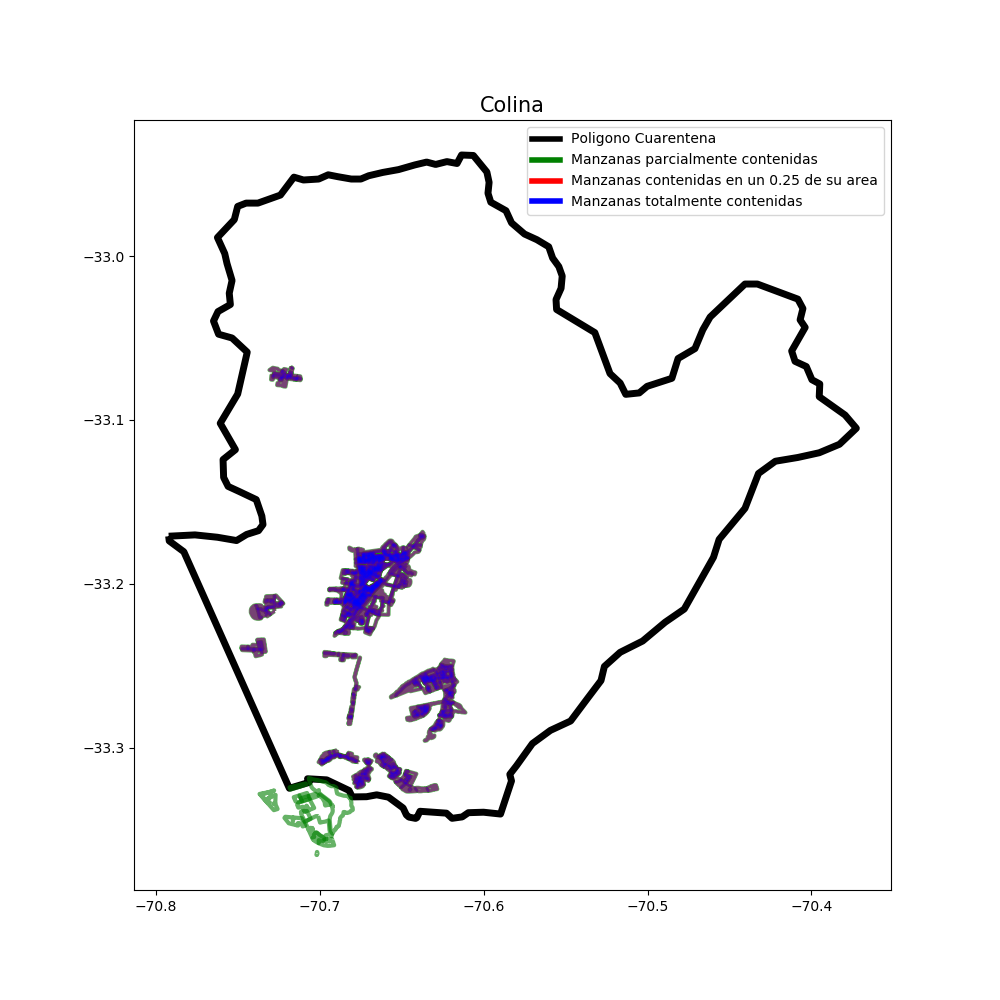 Colina
Poligono Cuarentena
Manzanas parcialmente contenidas
Manzanas contenidas en un 0.25 de su area
Manzanas totalmente contenidas
−33.0
−33.1
−33.2
−33.3
−70.8 −70.7 −70.6 −70.5 −70.4